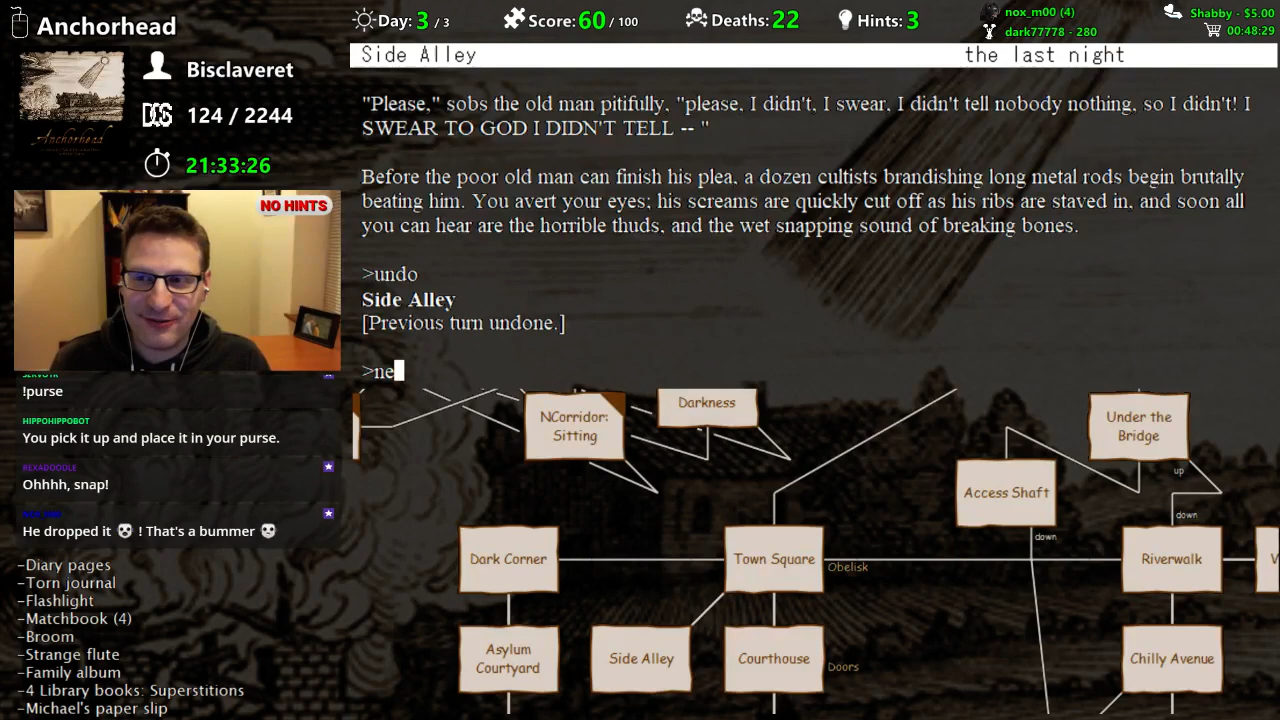 Anchorhead
Day: 3 / 3
Score: 60 / 100
Deaths: 22
Hints: 3
nox_m00 (4)
dark77778 - 280
Shabby - $5.00
00:48:29
Anchorhead
Bisclaveret
DGS 124 / 2244
21:33:26
NO HINTS
Side Alley the last night
"Please," sobs the old man pitifully, "please, I didn't, I swear, I didn't tell nobody nothing, so I didn't! I
SWEAR TO GOD I DIDN'T TELL -- "
Before the poor old man can finish his plea, a dozen cultists brandishing long metal rods begin brutally
beating him. You avert your eyes; his screams are quickly cut off as his ribs are staved in, and soon all
you can hear are the horrible thuds, and the wet snapping sound of breaking bones.
>undo
Side Alley
[Previous turn undone.]
>ne
!purse
HIPPOHIPPOBOT
You pick it up and place it in your purse.
REXADOODLE
Ohhhh, snap!
He dropped it ! That's a bummer
-Diary pages
-Torn journal
-Flashlight
-Matchbook (4)
-Broom
-Strange flute
-Family album
-4 Library books: Superstitions
-Michael's paper slip
NCorridor:
Sitting
Darkness
Under the
Bridge
up
Access Shaft
down
down
Dark Corner
Town Square
Obelisk
Riverwalk
Asylum
Courtyard
Side Alley
Courthouse
Doors
Chilly Avenue